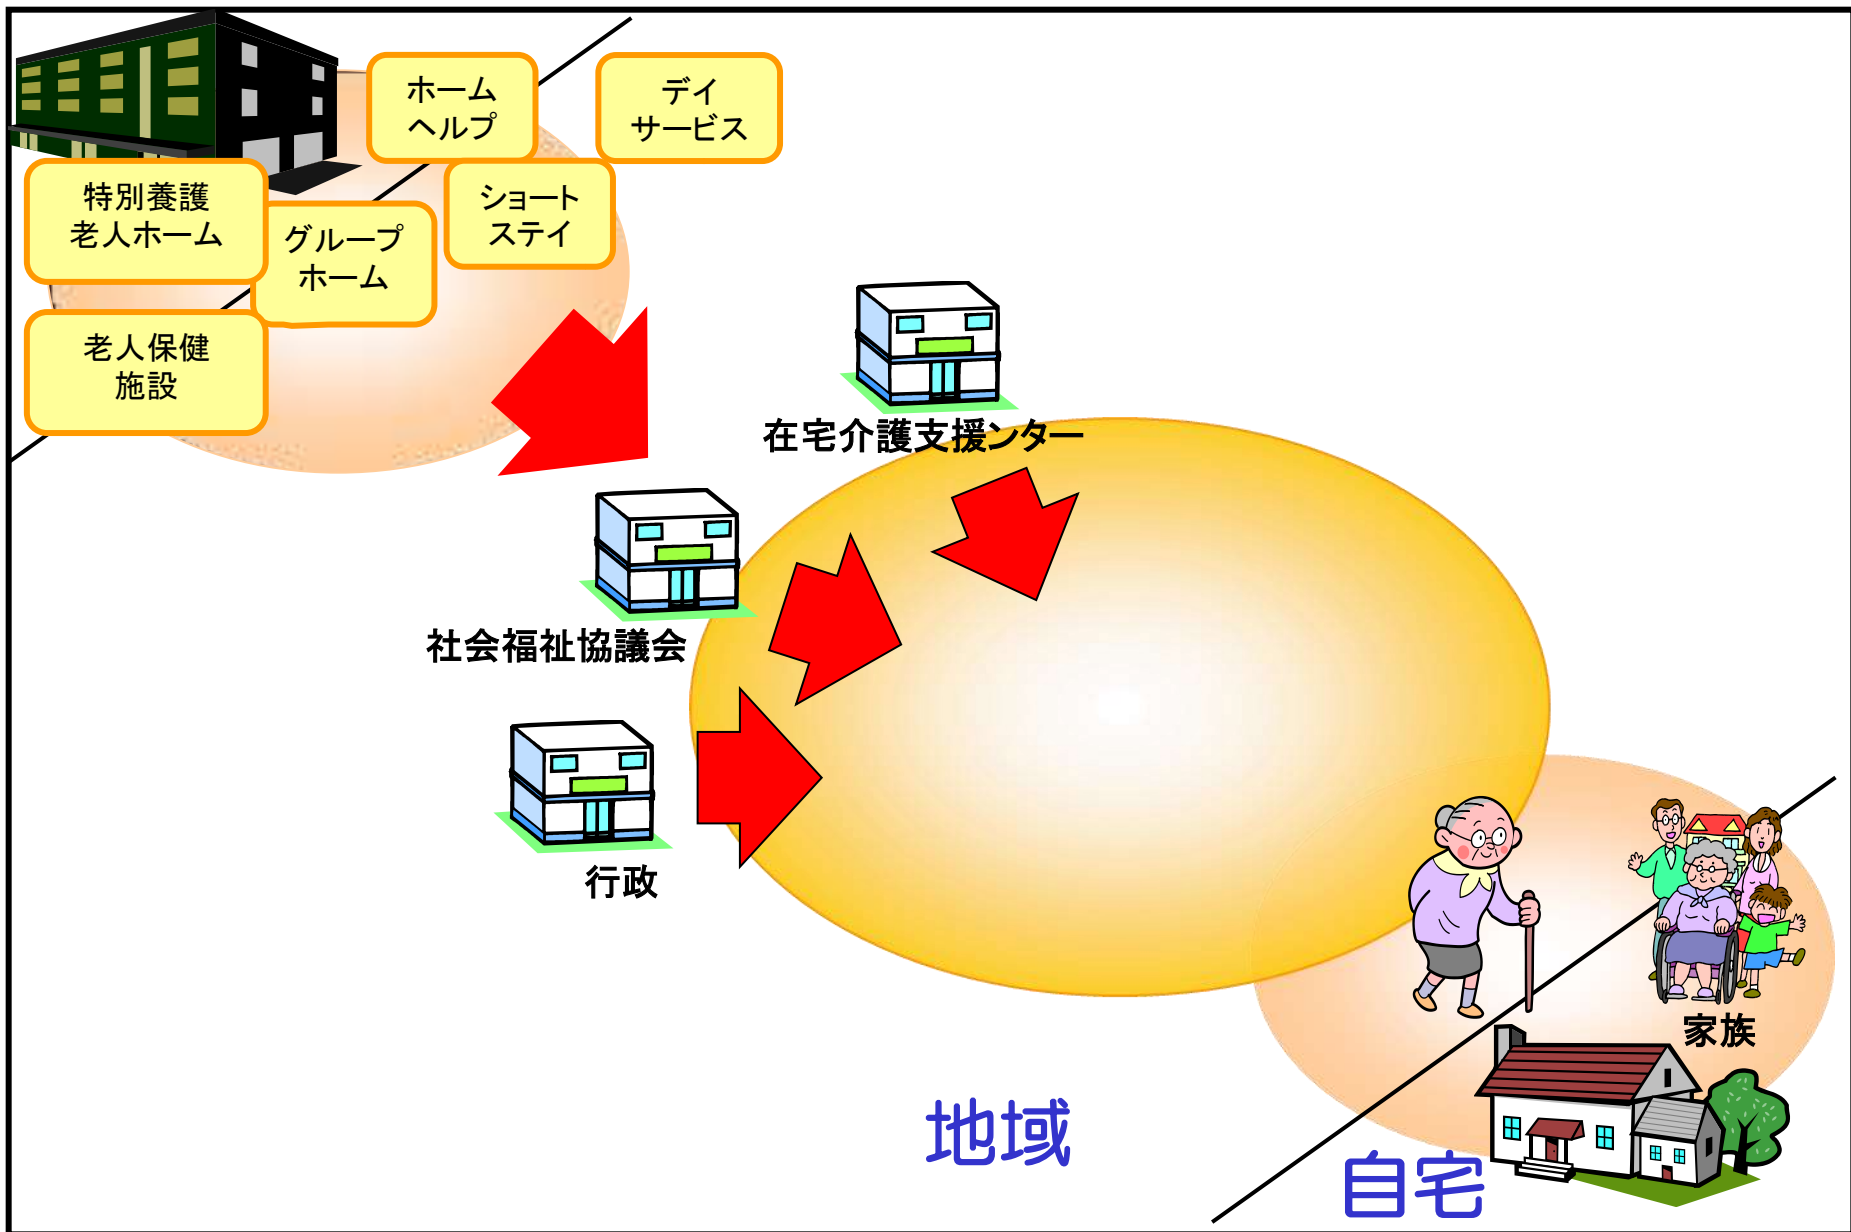 ホーム
ヘルプ
デイ
サービス
特別養護
老人ホーム
グループ
ホーム
ショート
ステイ
老人保健
施設
在宅介護支援ンター
社会福祉協議会
行政
家族
地域
自宅